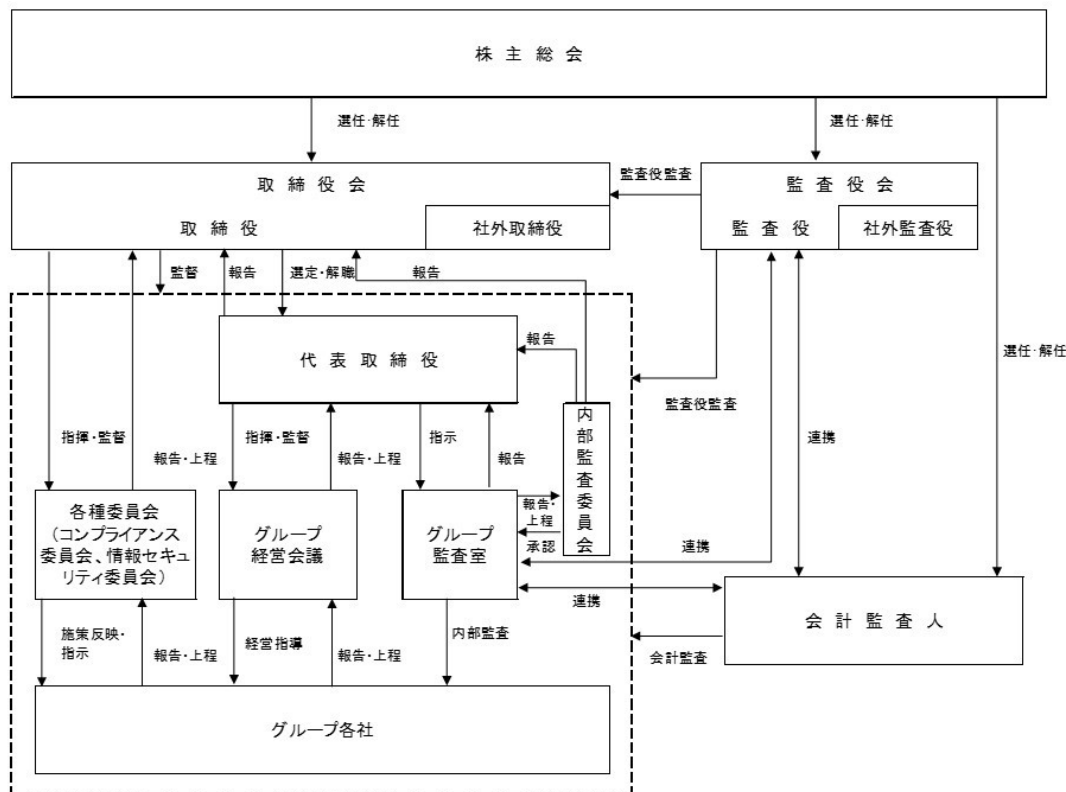 株主総会
選任・解任
選任・解任
取締役会
監査役監査
監査役会
取締役
社外取締役
監査役
社外監査役
監督
報告
選定・解職
報告
代表取締役
報告
選任・解任
監査役監査
指揮・監督
報告・上程
指揮・監督
報告・上程
指示
報告
内部監査委員会
連携
各種委員会
(コンプライアンス
委員会、情報セキュ
リティ委員会)
グループ
経営会議
グループ
監査室
報告・
上程
承認
連携
連携
会計監査人
施策反映・
指示
報告・上程
経営指導
報告・上程
内部監査
会計監査
グループ各社